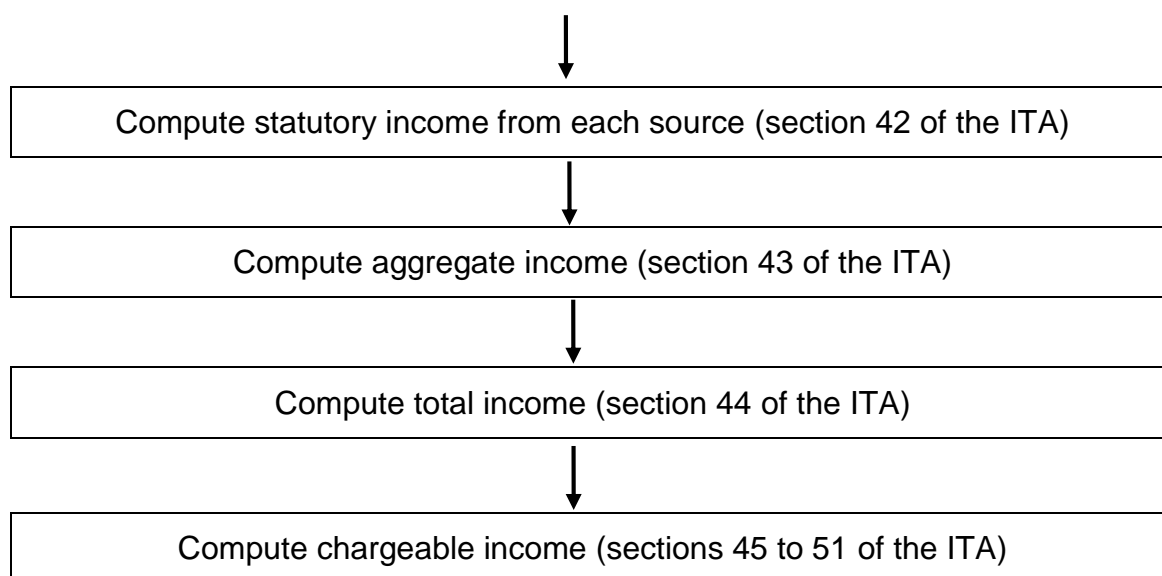 Compute statutory income from each source (section 42 of the ITA)
Compute aggregate income (section 43 of the ITA)
Compute total income (section 44 of the ITA)
Compute chargeable income (sections 45 to 51 of the ITA)